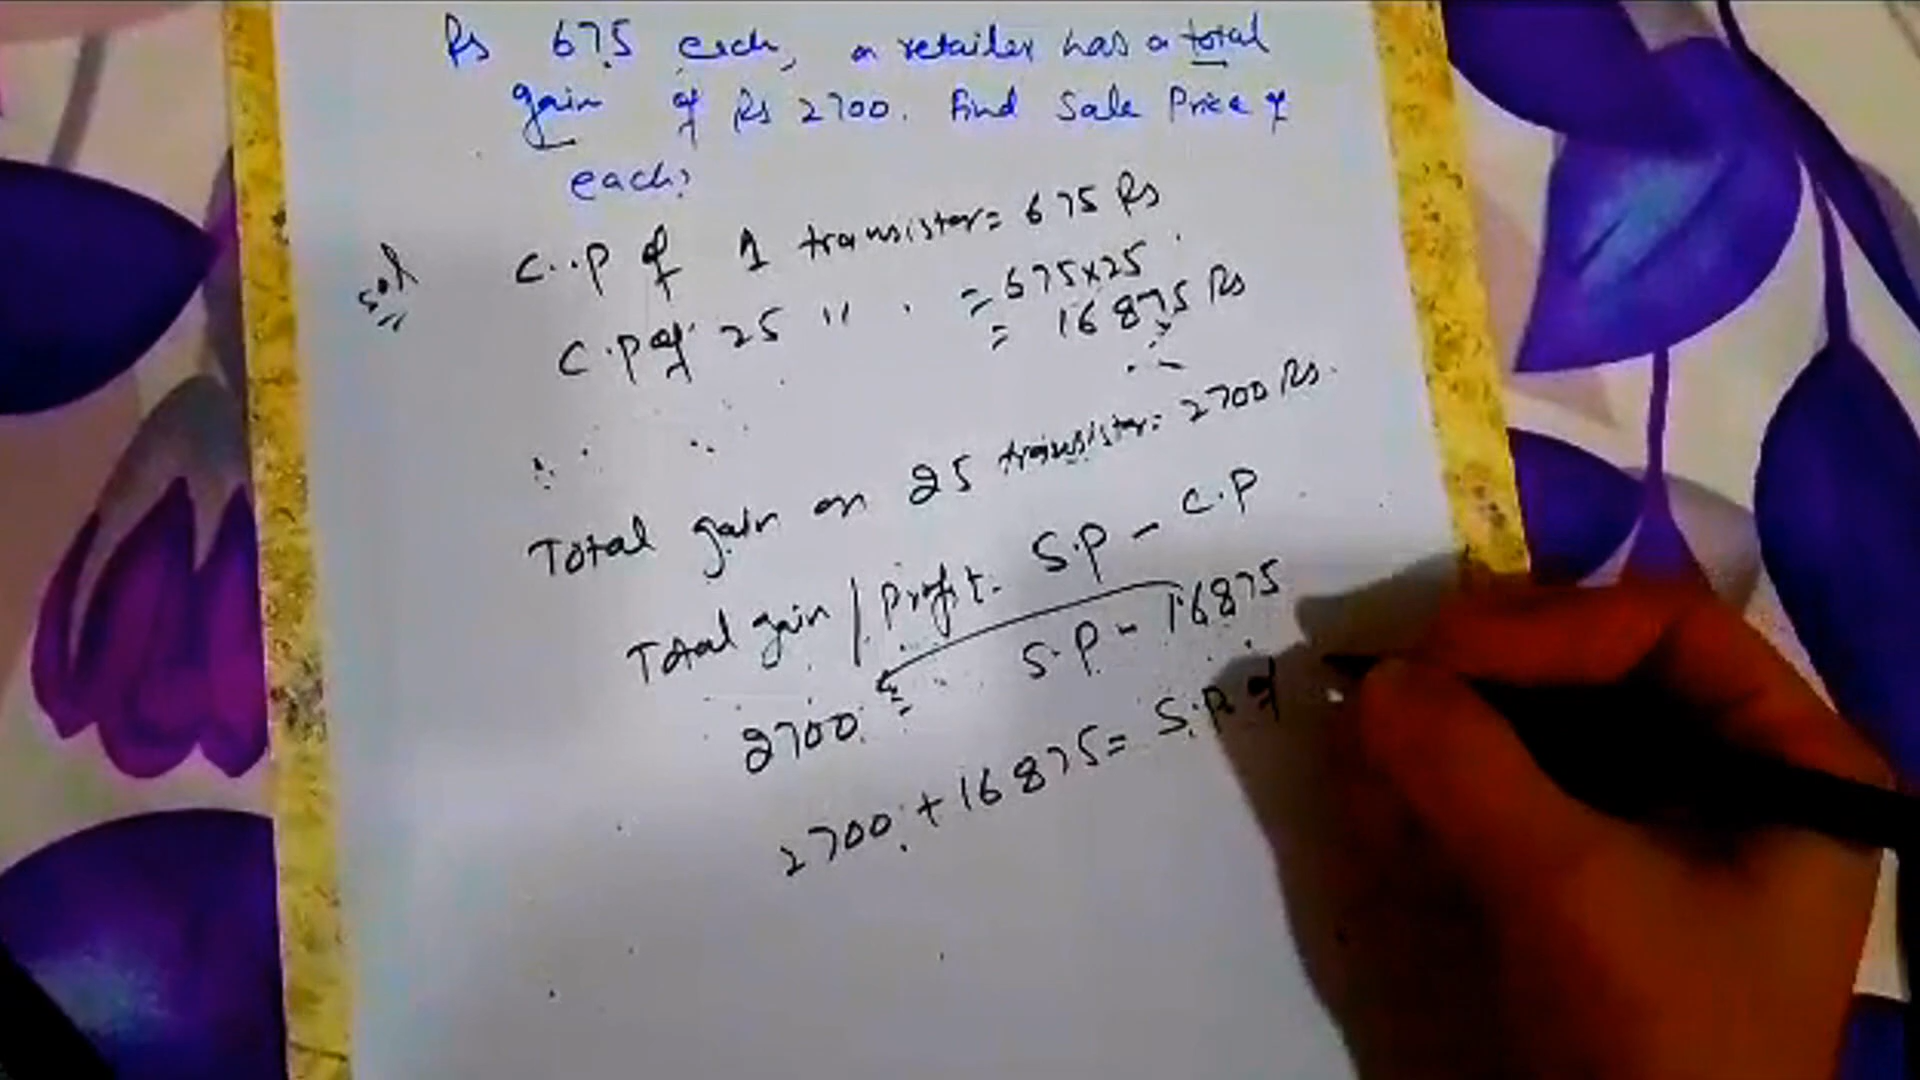 Rs 675 each, a retailer has a total
gain of Rs 2700. Find Sale Price of
each?
Sol C.P of 1 transistor = 675 Rs
C.P of 25 " = 675x25
= 16875 Rs
Total gain on 25 transistor = 2700 Rs.
Total gain / Profit = S.P - C.P
2700 = S.P - 16875
2700 + 16875 = S.P. of